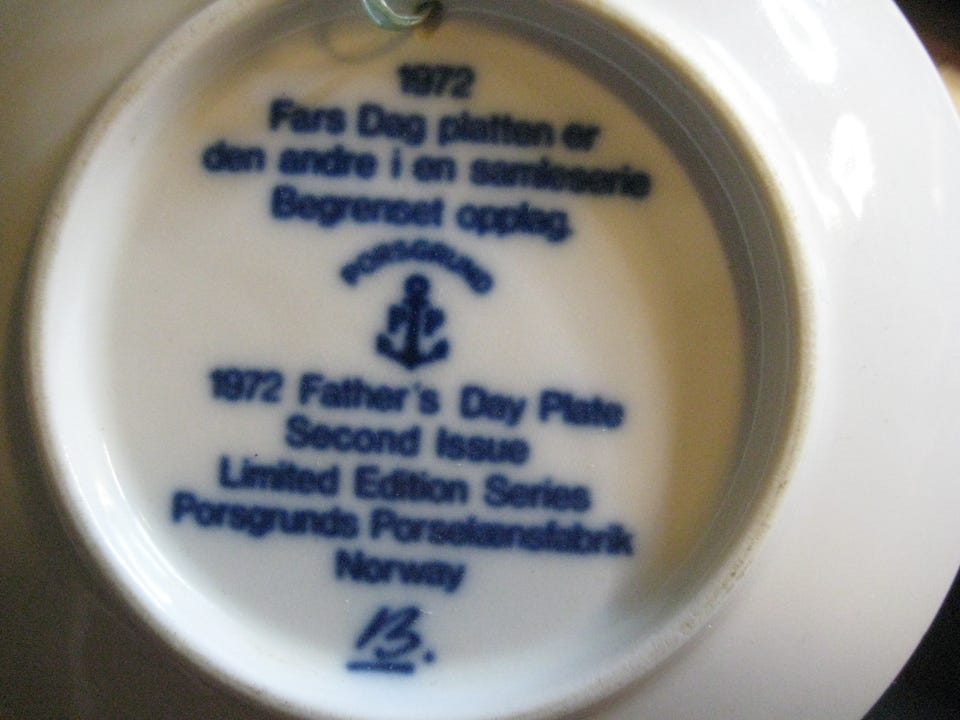 1972
Fars Dag platten er
den andre i en samleserie
Begrenset opplag.
PORSGRUND
P P
1972 Father's Day Plate
Second Issue
Limited Edition Series
Porsgrunds Porselænsfabrik
Norway
B.